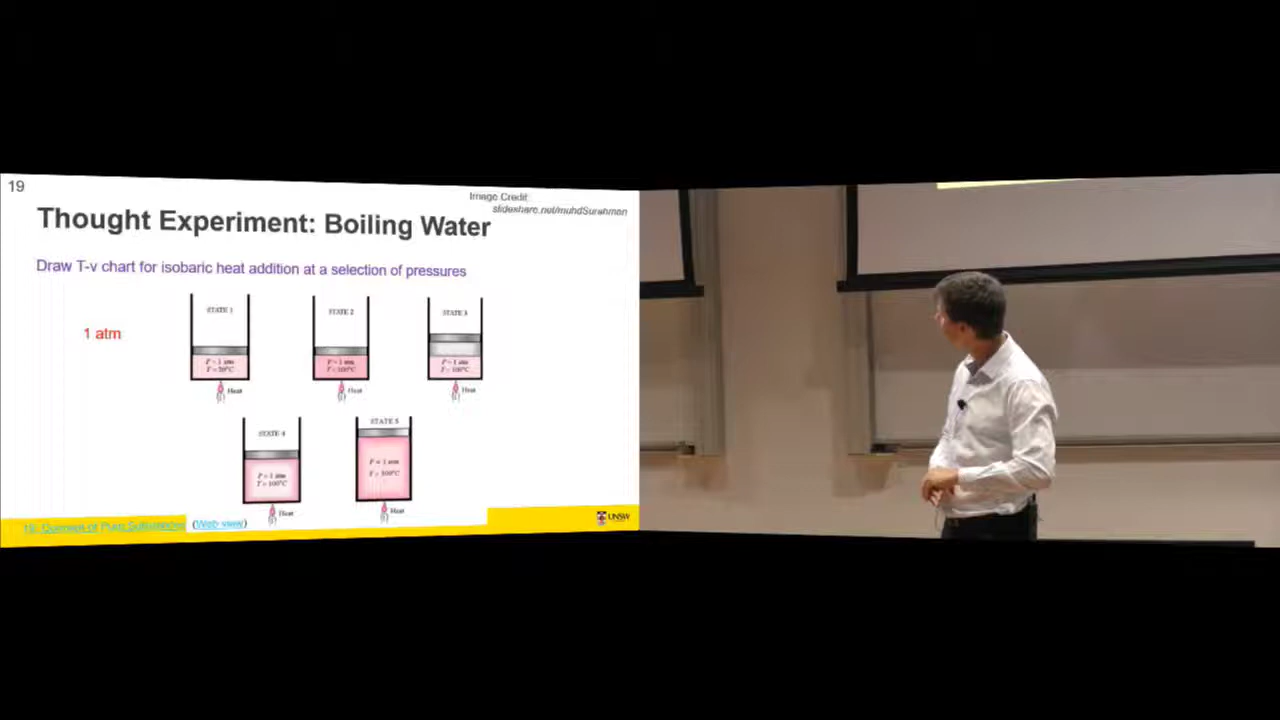 19
Image Credit:
slideshare.net/muhdSurahman
Thought Experiment: Boiling Water
Draw T-v chart for isobaric heat addition at a selection of pressures
1 atm
STATE 1
P = 1 atm
Heat
STATE 2
P = 1 atm
T = 100°C
Heat
STATE 3
P = 1 atm
T = 100°C
Heat
STATE 4
P = 1 atm
T = 100°C
Heat
STATE 5
P = 1 atm
T = 300°C
Heat
(Web view)
UNSW